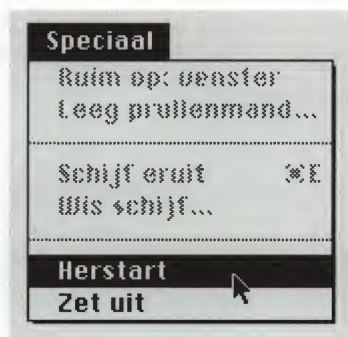 Speciaal
Ruim op: venster
Leeg prullenmand...
Schijf eruit ⌘E
Wis schijf...
Herstart
Zet uit